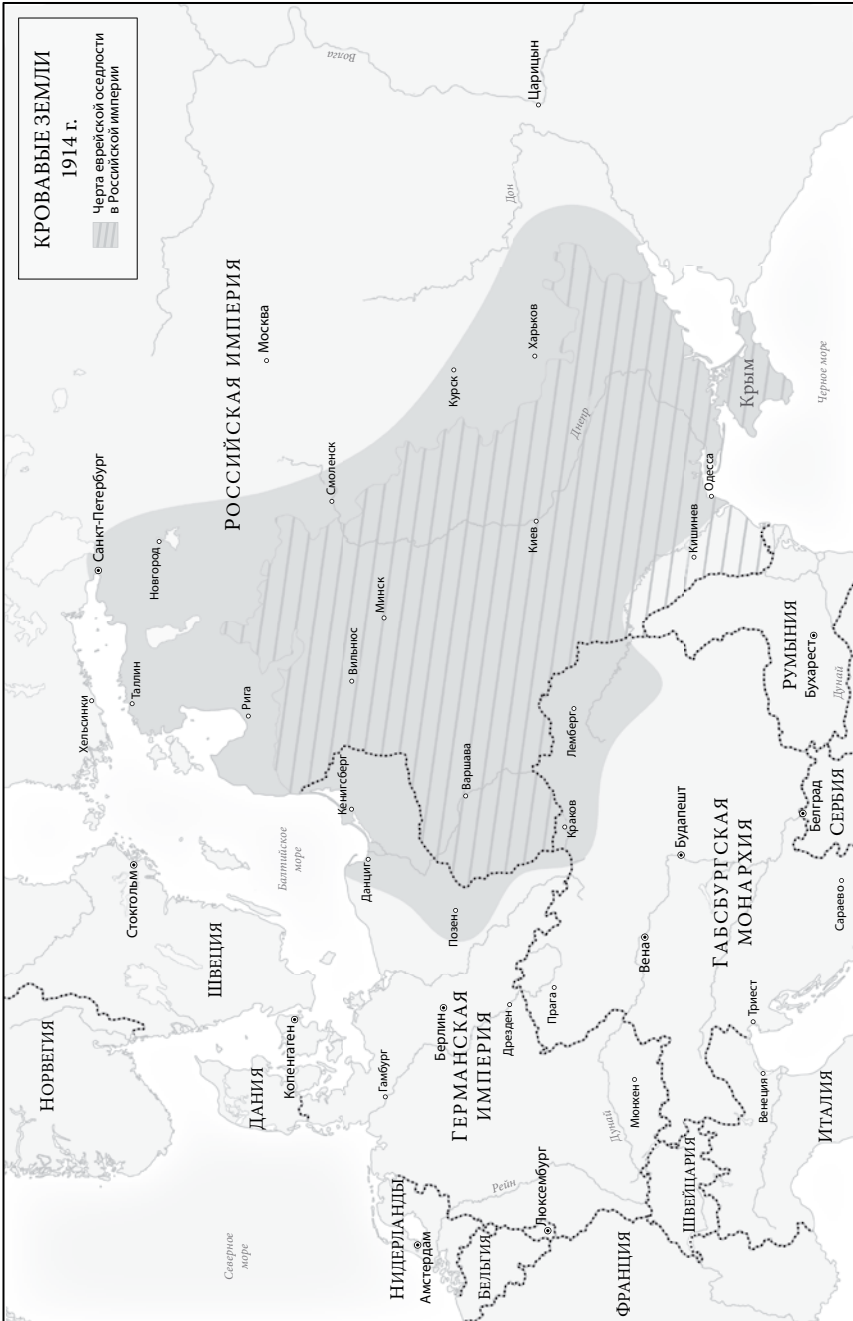 КРОВАВЫЕ ЗЕМЛИ
1914 г.
Черта еврейской оседлости
в Российской империи
НОРВЕГИЯ
ШВЕЦИЯ
Стокгольм
Хельсинки
Таллин
Санкт-Петербург
Новгород
Рига
РОССИЙСКАЯ ИМПЕРИЯ
Москва
Волга
Северное
море
ДАНИЯ
Копенгаген
Балтийское
море
Кенигсберг
Данциг
Вильнюс
Минск
Смоленск
Гамбург
НИДЕРЛАНДЫ
Амстердам
Берлин
ГЕРМАНСКАЯ
ИМПЕРИЯ
Позен
Варшава
Курск
Дон
Царицын
БЕЛЬГИЯ
Рейн
Люксембург
Дрезден
Прага
Краков
Лемберг
Киев
Днепр
Харьков
ФРАНЦИЯ
Дунай
Мюнхен
Вена
Будапешт
ШВЕЙЦАРИЯ
ГАБСБУРГСКАЯ
МОНАРХИЯ
Кишинев
Одесса
Крым
Венеция
Триест
ИТАЛИЯ
Сараево
Белград
СЕРБИЯ
РУМЫНИЯ
Бухарест
Дунай
Черное море